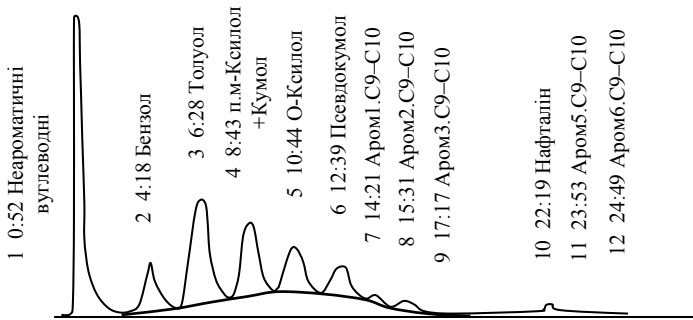 1 0:52 Неароматичні
вуглеводні
2 4:18 Бензол
3 6:28 Толуол
4 8:43 п.м-Ксилол
+Кумол
5 10:44 О-Ксилол
6 12:39 Псевдокумол
7 14:21 Аром1.С9–С10
8 15:31 Аром2.С9–С10
9 17:17 Аром3.С9–С10
10 22:19 Нафталін
11 23:53 Аром5.С9–С10
12 24:49 Аром6.С9–С10